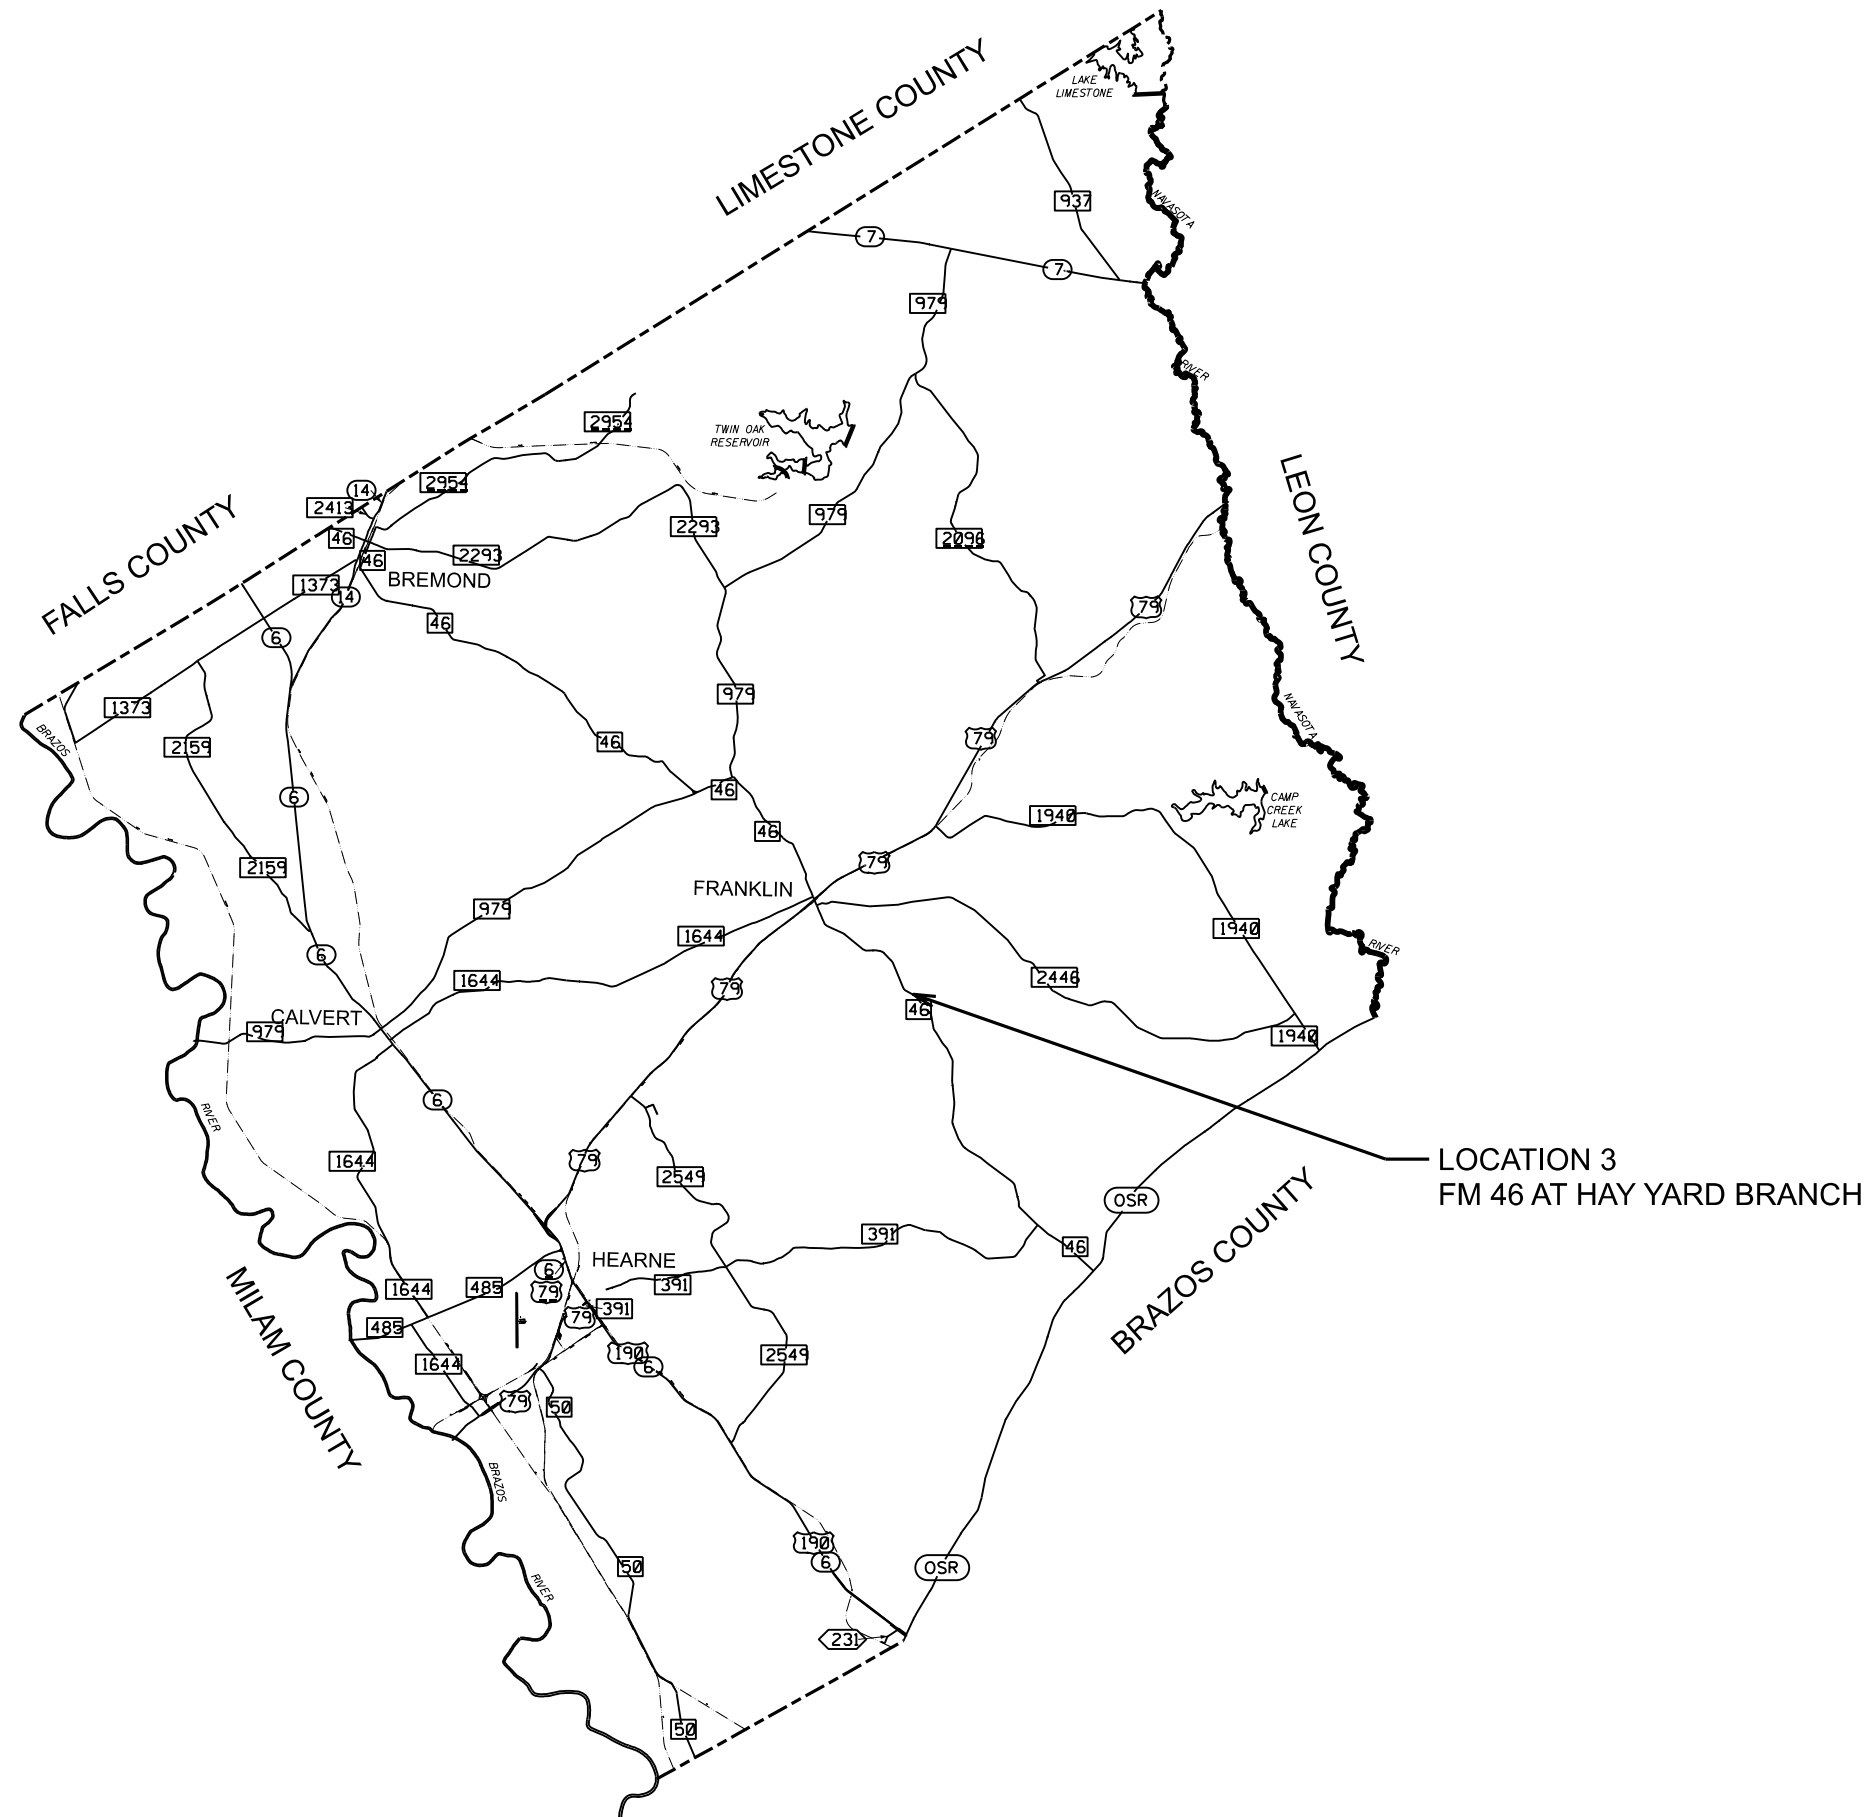 LIMESTONE COUNTY
LAKE
LIMESTONE
937
NAVASOTA
7
7
979
RIVER
2954
TWIN OAK
RESERVOIR
LEON COUNTY
14
2954
2413
FALLS COUNTY
46
2293
2293
979
2096
46
BREMOND
1373
14
79
46
6
979
1373
NAVASOTA
BRAZOS
2159
46
79
46
6
CAMP
CREEK
LAKE
1940
46
2159
79
FRANKLIN
979
1644
1940
RIVER
6
1644
79
2446
46
CALVERT
979
1940
6
RIVER
1644
79
2549
LOCATION 3
FM 46 AT HAY YARD BRANCH
OSR
BRAZOS COUNTY
391
46
HEARNE
6
485
1644
79
391
391
79
485
MILAM COUNTY
1644
190
6
2549
79
50
BRAZOS
190
6
50
OSR
RIVER
231
50